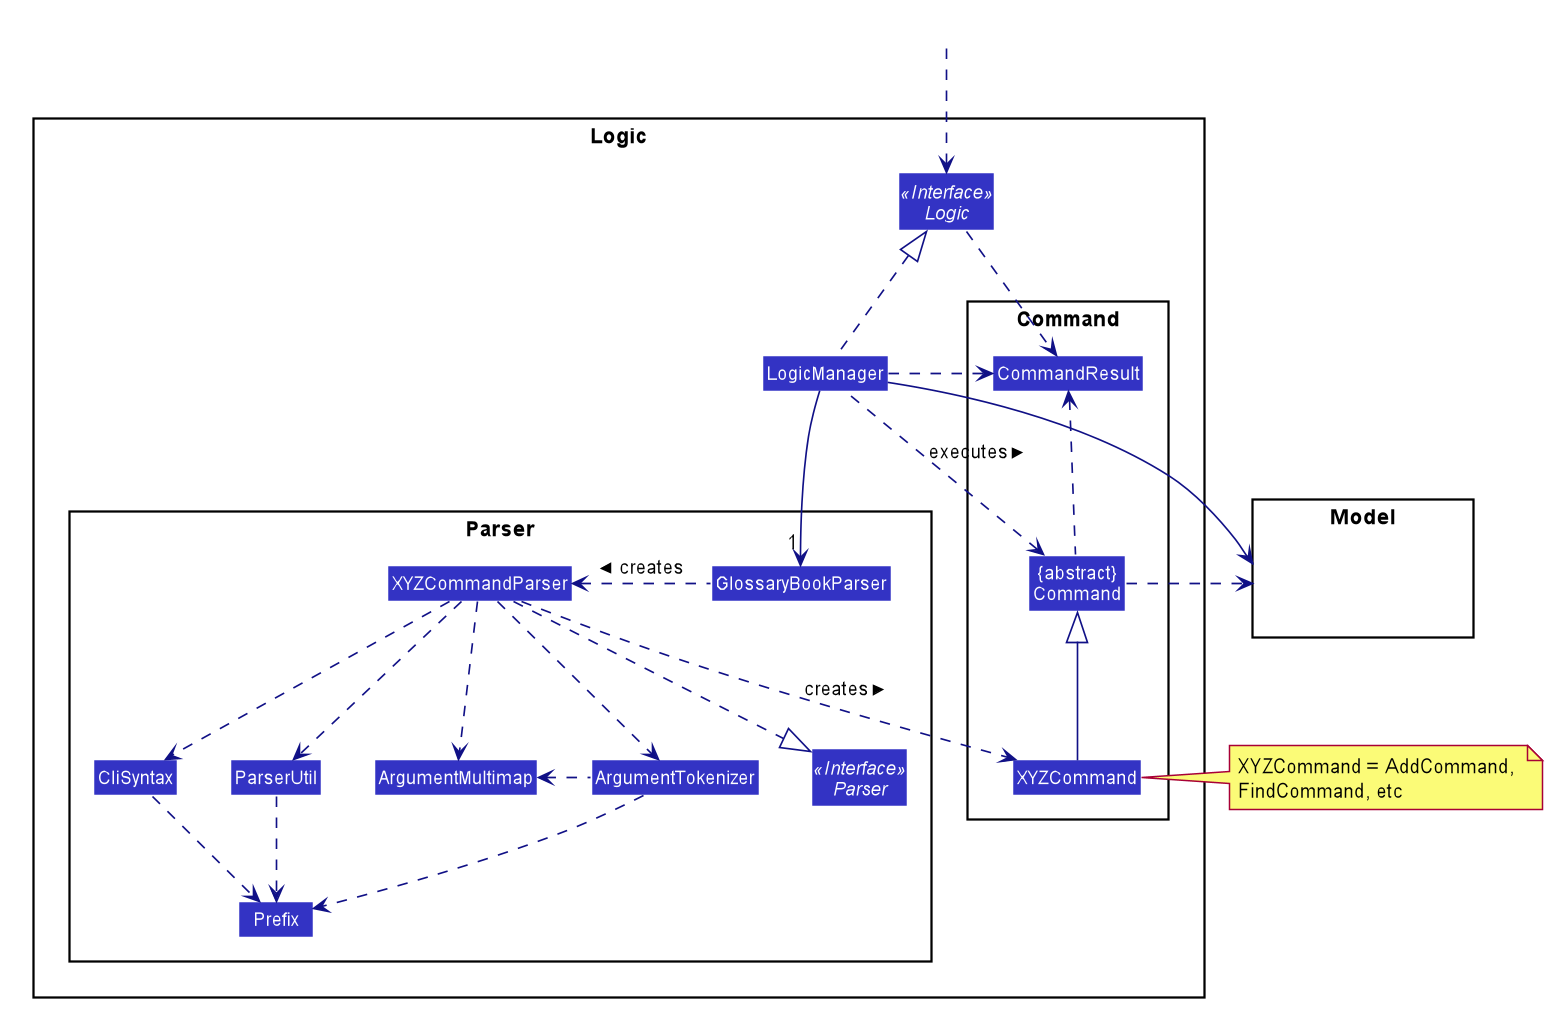 Logic
«Interface»
Logic
Command
LogicManager
CommandResult
executes ►
Model
Parser
1
XYZCommandParser
◄ creates
GlossaryBookParser
{abstract}
Command
creates ►
CliSyntax
ParserUtil
ArgumentMultimap
ArgumentTokenizer
«Interface»
Parser
XYZCommand
XYZCommand = AddCommand,
FindCommand, etc
Prefix